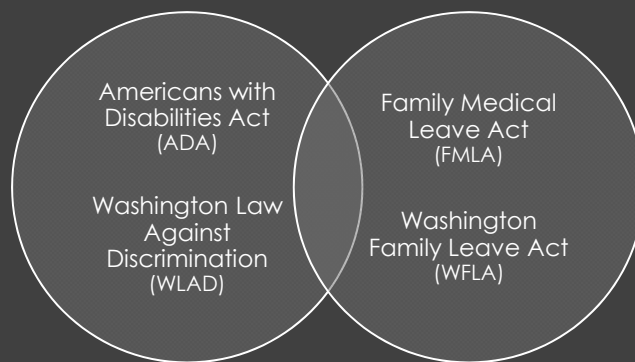 Americans with
Disabilities Act
(ADA)
Washington Law
Against
Discrimination
(WLAD)
Family Medical
Leave Act
(FMLA)
Washington
Family Leave Act
(WFLA)